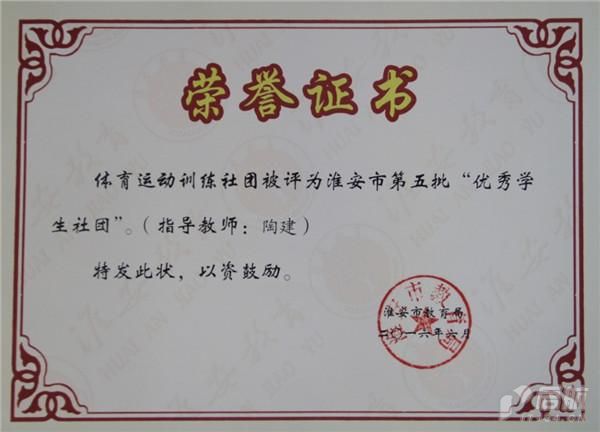 荣誉证书
体育运动训练社团被评为淮安市第五批“优秀学
生社团”。（指导教师：陶建）
特发此状，以资鼓励。
淮安市教育局
二〇一六年六月